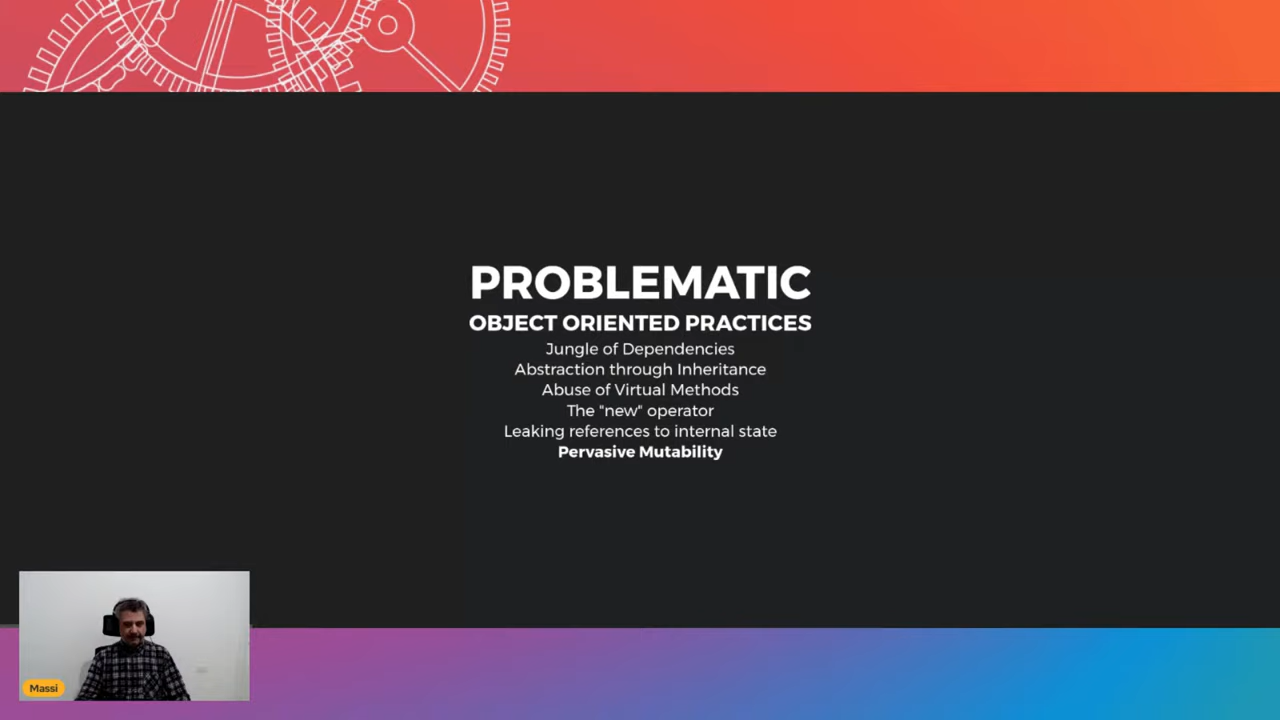 PROBLEMATIC
OBJECT ORIENTED PRACTICES
Jungle of Dependencies
Abstraction through Inheritance
Abuse of Virtual Methods
The "new" operator
Leaking references to internal state
Pervasive Mutability
Massi